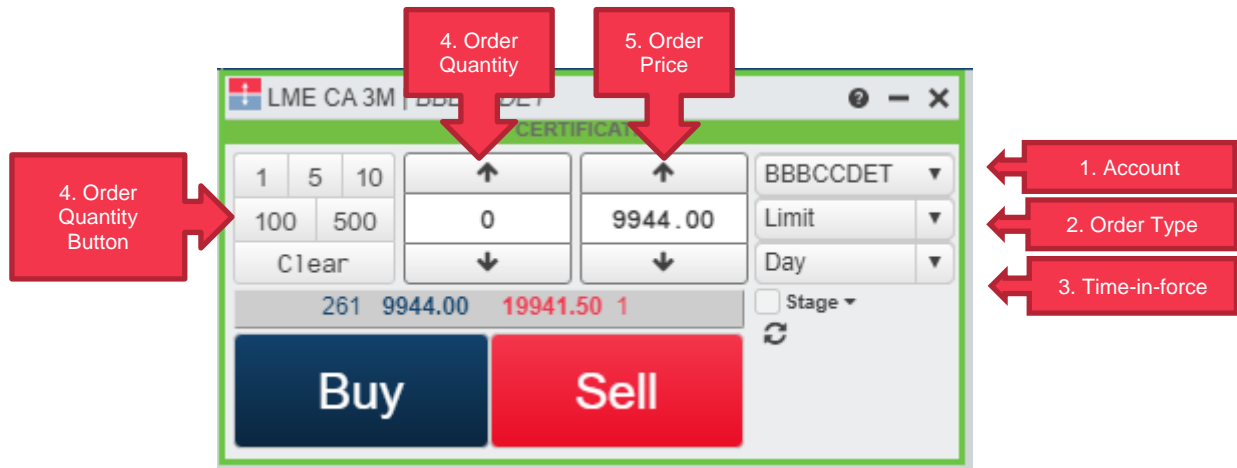 4. Order
Quantity
5. Order
Price
LME CA 3M |
CERTIFICAT
4. Order
Quantity
Button
1 5 10
100 500
Clear
0
9944.00
BBBCCDET
Limit
Day
1. Account
2. Order Type
3. Time-in-force
261 9944.00 19941.50 1
Stage
Buy
Sell